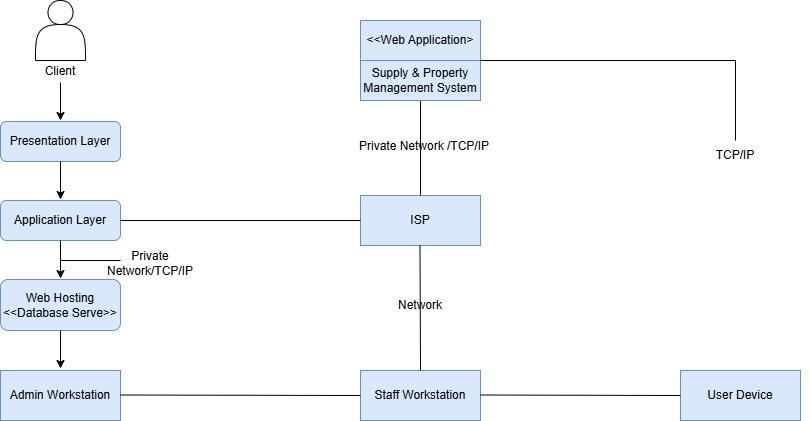 Client
Presentation Layer
Application Layer
Private
Network/TCP/IP
Web Hosting
<<Database Serve>>
Admin Workstation
<<Web Application>
Supply & Property
Management System
Private Network /TCP/IP
ISP
Network
Staff Workstation
TCP/IP
User Device